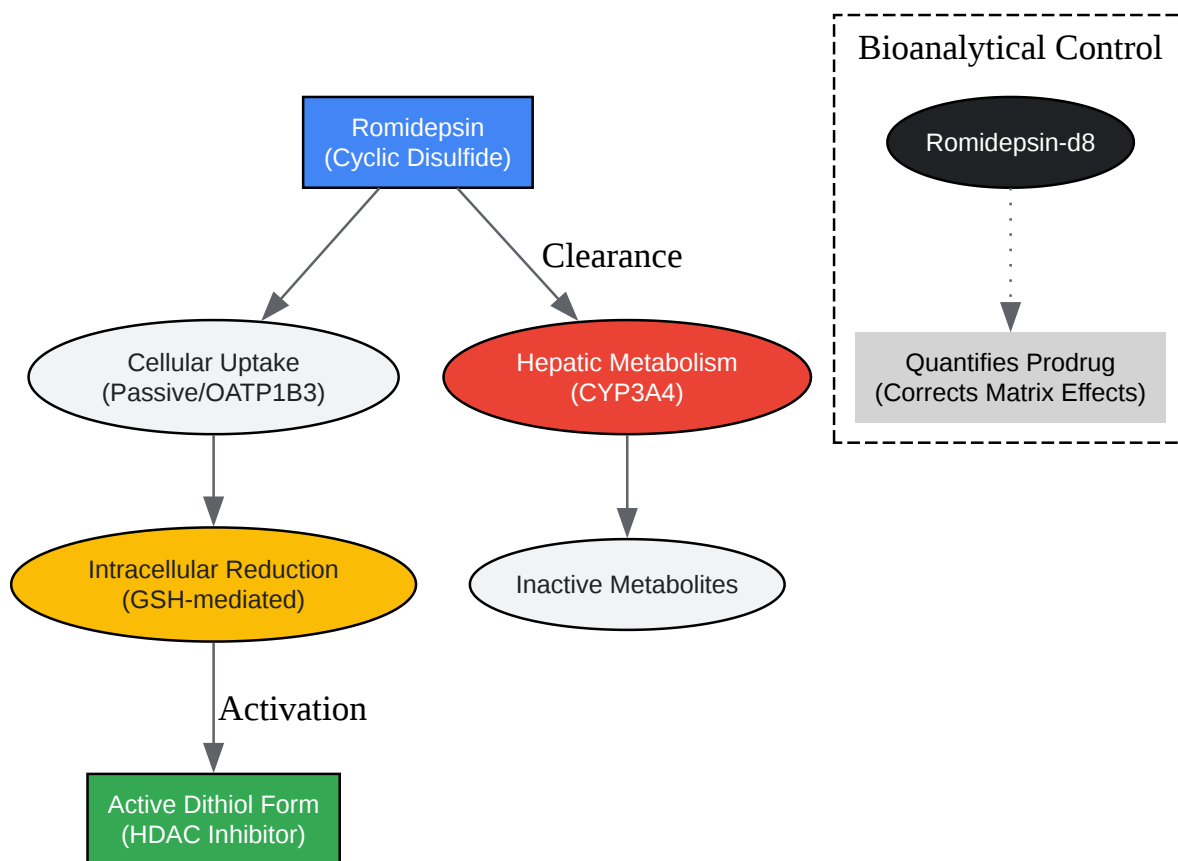 Bioanalytical Control
Romidepsin
(Cyclic Disulfide)
Romidepsin-d8
Clearance
Cellular Uptake
(Passive/OATP1B3)
Hepatic Metabolism
(CYP3A4)
Quantifies Prodrug
(Corrects Matrix Effects)
Intracellular Reduction
(GSH-mediated)
Inactive Metabolites
Activation
Active Dithiol Form
(HDAC Inhibitor)